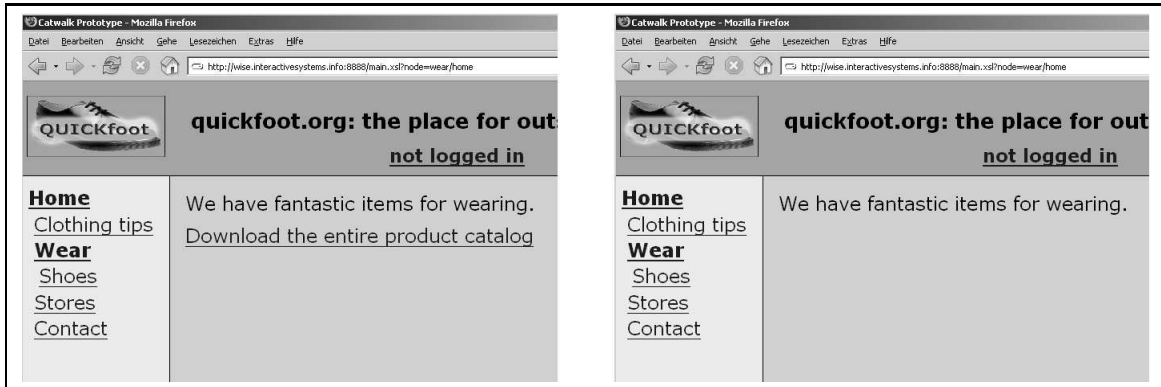 Catwalk Prototype - Mozilla Firefox
Datei Bearbeiten Ansicht Gehe Lesezeichen Extras Hilfe
http://wise.interactivesystems.info:8888/main.xsl?node=wear/home
QUICKfoot
quickfoot.org: the place for out
not logged in
Home
Clothing tips
Wear
Shoes
Stores
Contact
We have fantastic items for wearing.
Download the entire product catalog
Catwalk Prototype - Mozilla Firefox
Datei Bearbeiten Ansicht Gehe Lesezeichen Extras Hilfe
http://wise.interactivesystems.info:8888/main.xsl?node=wear/home
QUICKfoot
quickfoot.org: the place for out
not logged in
Home
Clothing tips
Wear
Shoes
Stores
Contact
We have fantastic items for wearing.